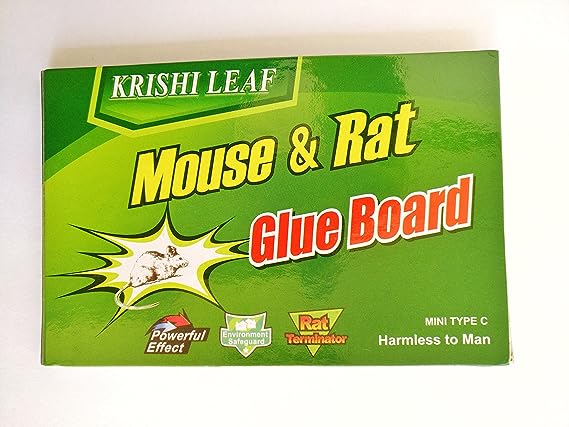 KRISHI LEAF
Mouse & Rat
Glue Board
Powerful
Effect
Environment
Safeguard
Rat
Terminator
MINI TYPE C
Harmless to Man